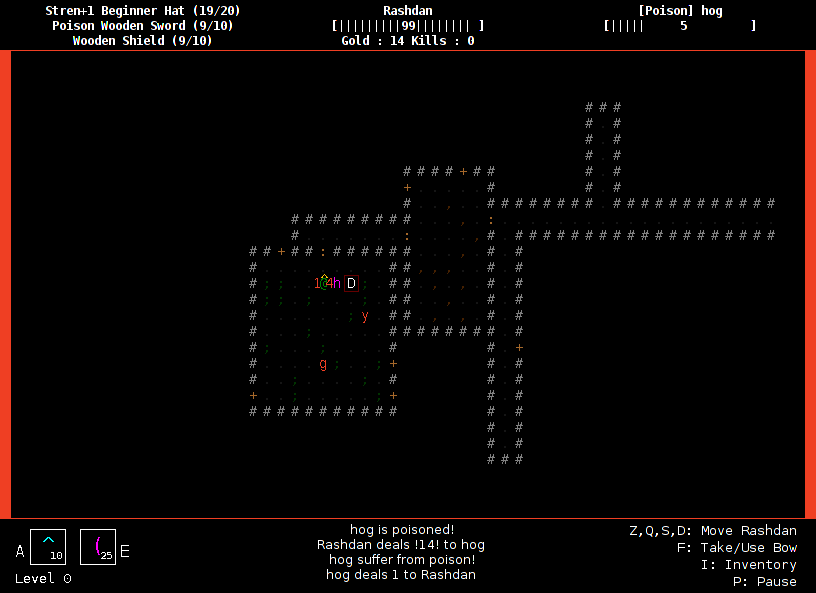 Stren+1 Beginner Hat (19/20)
Poison Wooden Sword (9/10)
Wooden Shield (9/10)
Rashdan
[|||||||||99|||||||| ]
Gold : 14 Kills : 0
[Poison] hog
[||||| 5 ]
# # #
# . #
# . #
# . #
# # # # + # # # . #
+ . . . . . # # . #
# . . , . . # # # # # # # # # . # # # # # # # # # # # #
# # # # # # # # # . . . , . :
# : . . . , . # # # # # # # # # # # # # # # # # # # #
# # + # # : # # # # # #
14h D
y
g
A 10 25 E
Level 0
hog is poisoned!
Rashdan deals !14! to hog
hog suffer from poison!
hog deals 1 to Rashdan
Z,Q,S,D: Move Rashdan
F: Take/Use Bow
I: Inventory
P: Pause